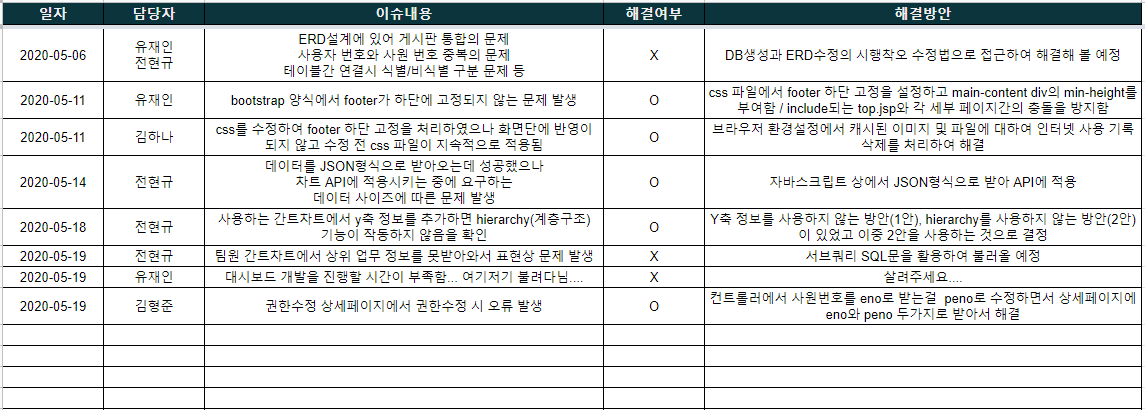 일자 담당자 이슈내용 해결여부 해결방안
2020-05-06 유재인 전현규 ERD설계에 있어 게시판 통합의 문제
사용자 번호와 사원 번호 중복의 문제
테이블간 연결시 식별/비식별 구분 문제 등 X DB생성과 ERD수정의 시행착오 수정법으로 접근하여 해결해 볼 예정
2020-05-11 유재인 bootstrap 양식에서 footer가 하단에 고정되지 않는 문제 발생 O css 파일에서 footer 하단 고정을 설정하고 main-content div의 min-height를
부여함 / include되는 top.jsp와 각 세부 페이지간의 충돌을 방지함
2020-05-11 김하나 css를 수정하여 footer 하단 고정을 처리하였으나 화면단에 반영이
되지 않고 수정 전 css 파일이 지속적으로 적용됨 O 브라우저 환경설정에서 캐시된 이미지 및 파일에 대하여 인터넷 사용 기록
삭제를 처리하여 해결
2020-05-14 전현규 데이터를 JSON형식으로 받아오는데 성공했으나
차트 API에 적용시키는 중에 요구하는
데이터 사이즈에 따른 문제 발생 O 자바스크립트 상에서 JSON형식으로 받아 API에 적용
2020-05-18 전현규 사용하는 간트차트에서 y축 정보를 추가하면 hierarchy(계층구조)
기능이 작동하지 않음을 확인 O Y축 정보를 사용하지 않는 방안(1안), hierarchy를 사용하지 않는 방안(2안)
이 있었고 이중 2안을 사용하는 것으로 결정
2020-05-19 전현규 팀원 간트차트에서 상위 업무 정보를 못받아와서 표현상 문제 발생 X 서브쿼리 SQL문을 활용하여 불러올 예정
2020-05-19 유재인 대시보드 개발을 진행할 시간이 부족함... 여기저기 불려다님.... X 살려주세요....
2020-05-19 김형준 권한수정 상세페이지에서 권한수정 시 오류 발생 O 컨트롤러에서 사원번호를 eno로 받는걸 peno로 수정하면서 상세페이지에
eno와 peno 두가지로 받아서 해결